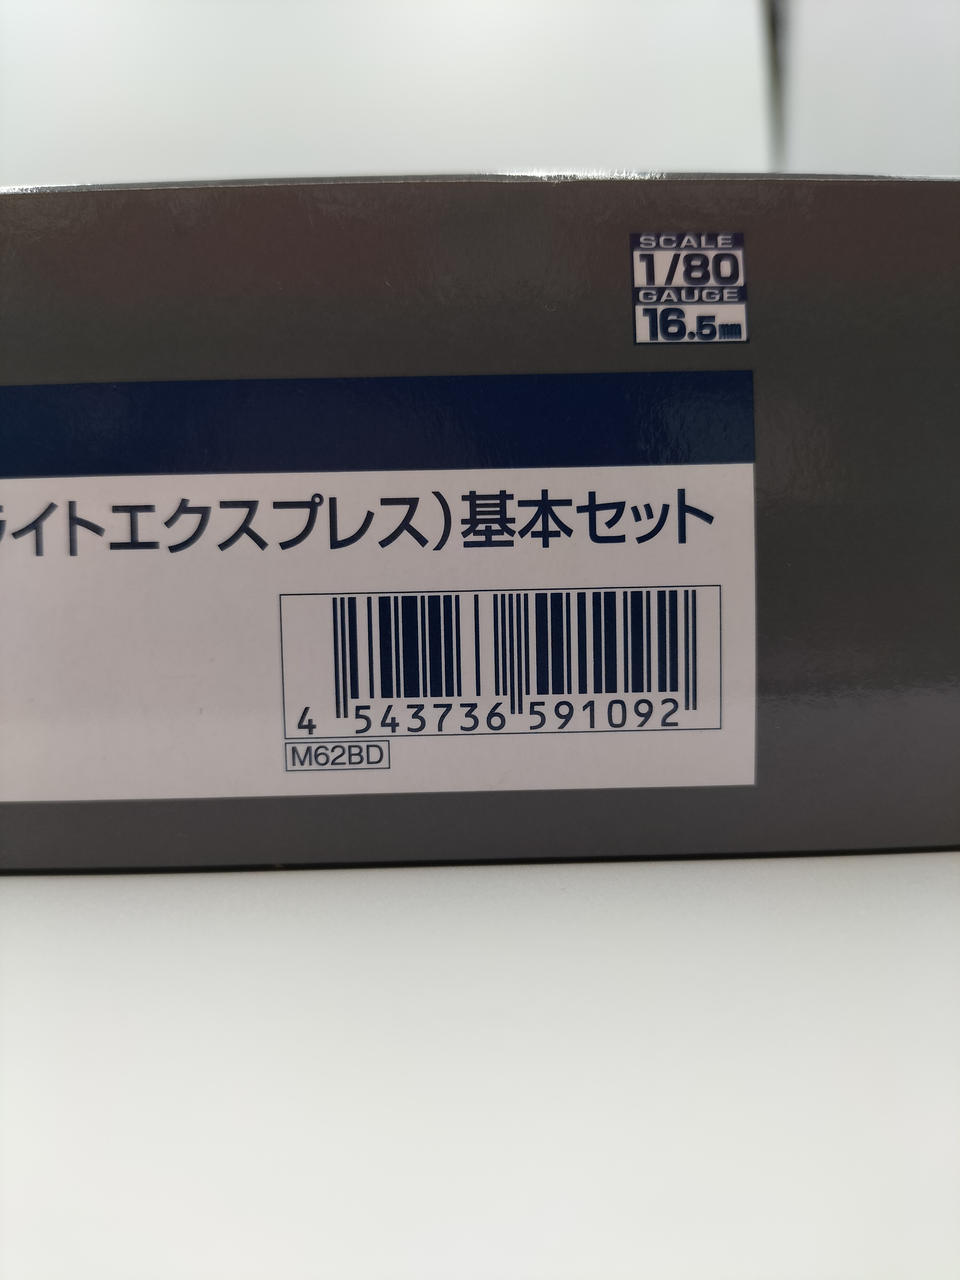 SCALE
1/80
GAUGE
16.5mm
ライトエクスプレス)基本セット
4 543736 591092
M62BD